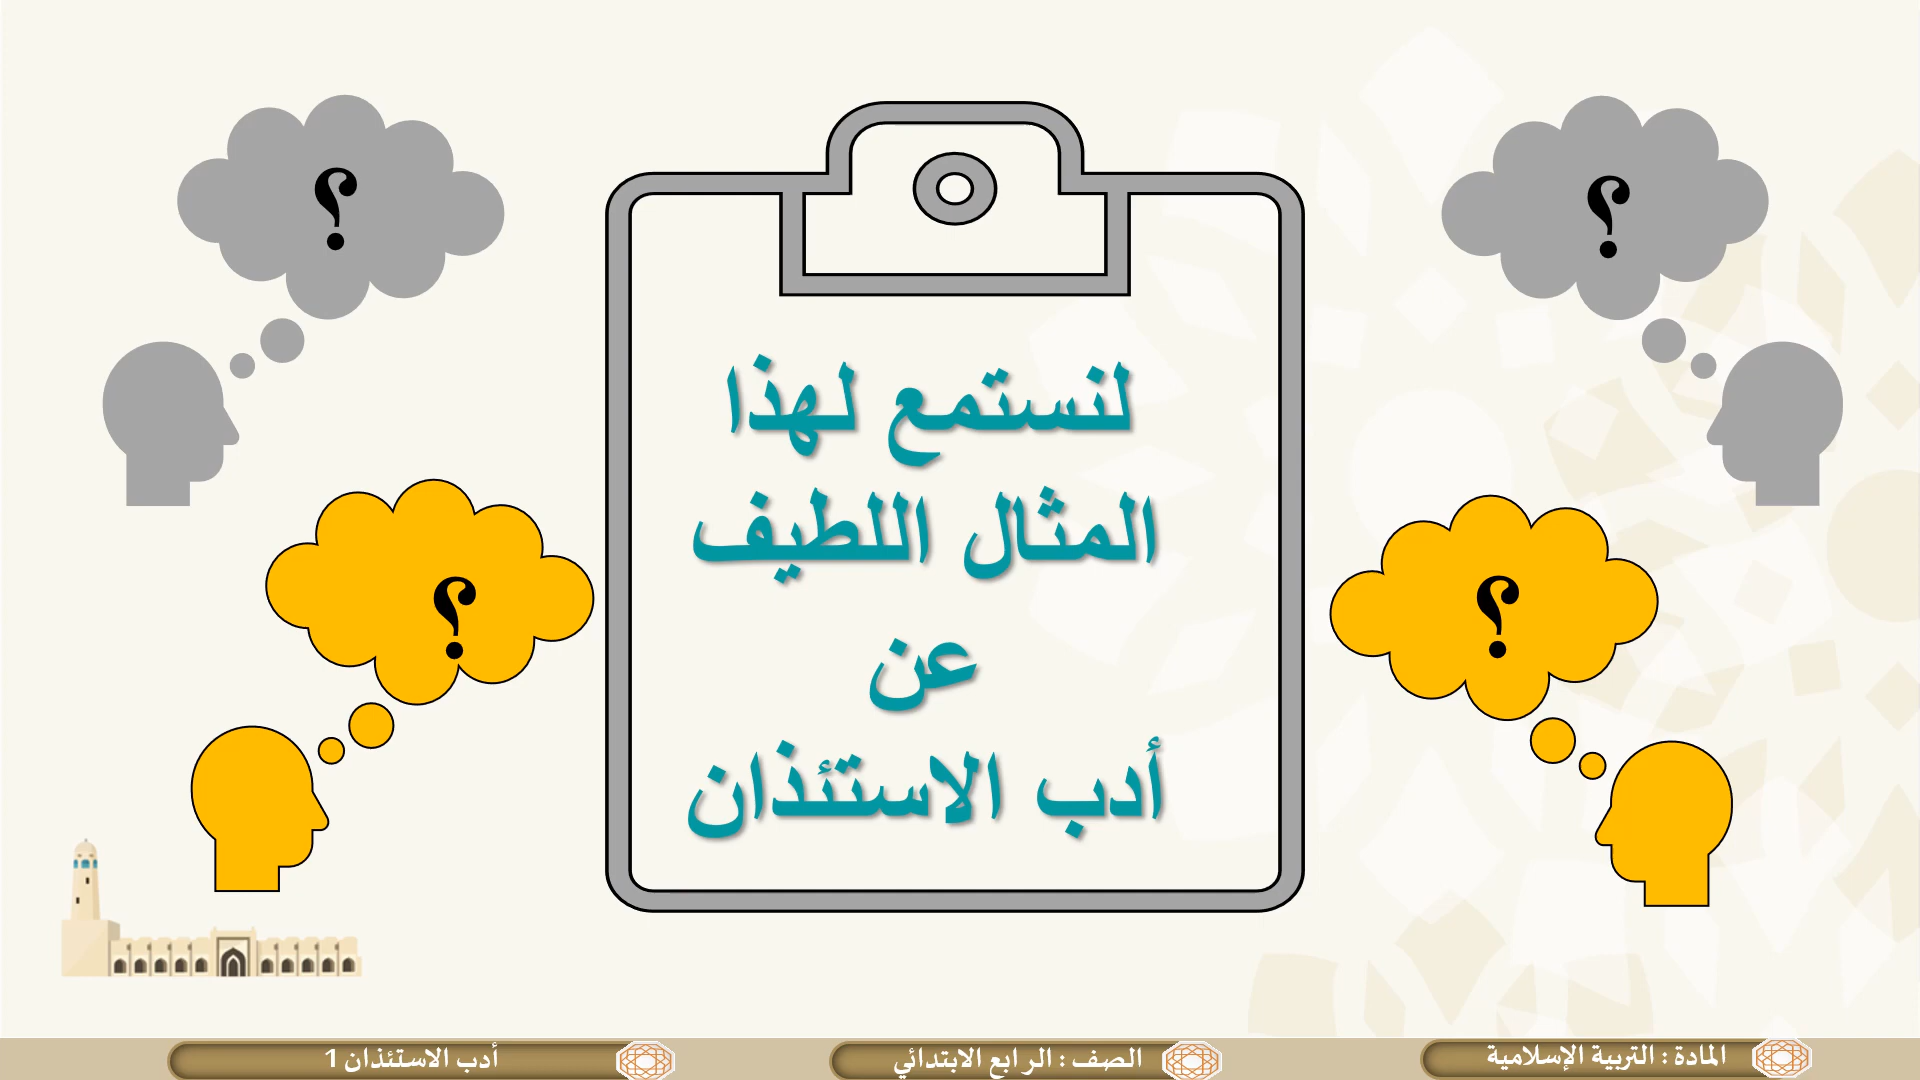 ؟
؟
لنستمع لهذا
المثال اللطيف
عن
أدب الاستئذان
؟
؟
المادة : التربية الإسلامية
الصف : الرابع الابتدائي
أدب الاستئذان 1